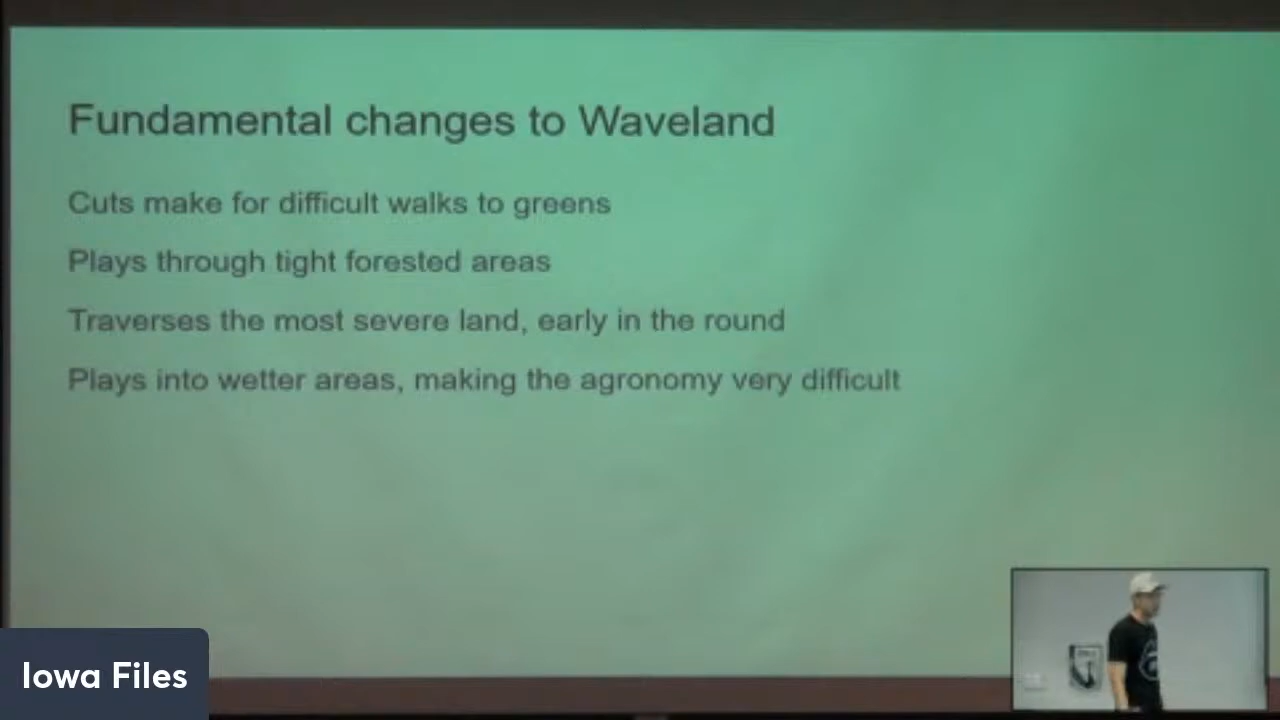 Fundamental changes to Waveland
Cuts make for difficult walks to greens
Plays through tight forested areas
Traverses the most severe land, early in the round
Plays into wetter areas, making the agronomy very difficult
Iowa Files